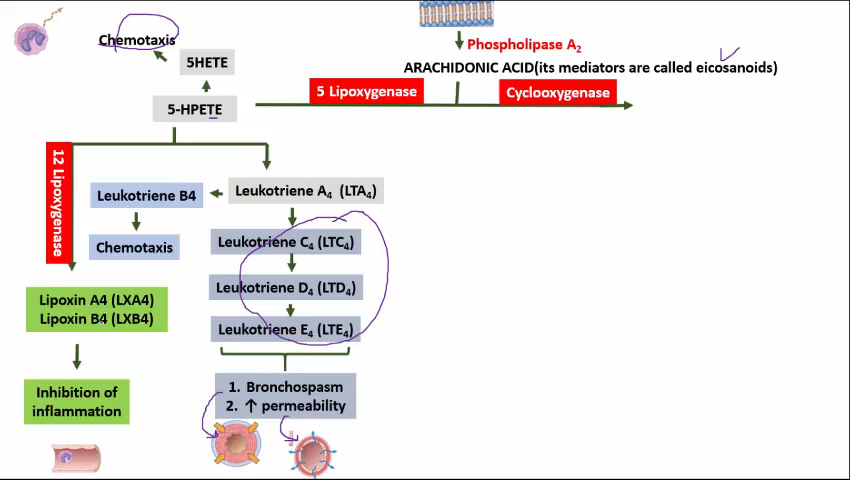 Phospholipase A₂
ARACHIDONIC ACID(its mediators are called eicosanoids)
5 Lipoxygenase
Cyclooxygenase
Chemotaxis
5HETE
5-HPETE
12 Lipoxygenase
Leukotriene B4
Leukotriene A₄ (LTA₄)
Chemotaxis
Leukotriene C₄ (LTC₄)
Leukotriene D₄ (LTD₄)
Leukotriene E₄ (LTE₄)
Lipoxin A4 (LXA4)
Lipoxin B4 (LXB4)
Inhibition of
inflammation
1. Bronchospasm
2. ↑ permeability